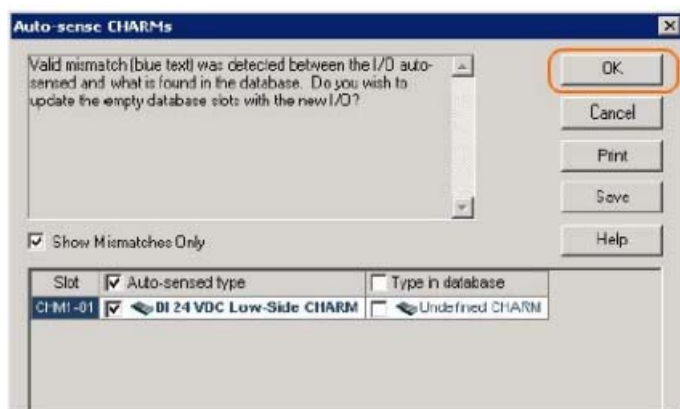 Auto-sense CHARMs
Valid mismatch (blue text) was detected between the I/O auto-
sensed and what is found in the database. Do you wish to
update the empty database slots with the new I/O?
OK
Cancel
Print
Save
Help
Show Mismatches Only
Slot Auto-sensed type Type in database
CHM1-01 DI 24 VDC Low-Side CHARM Undefined CHARM